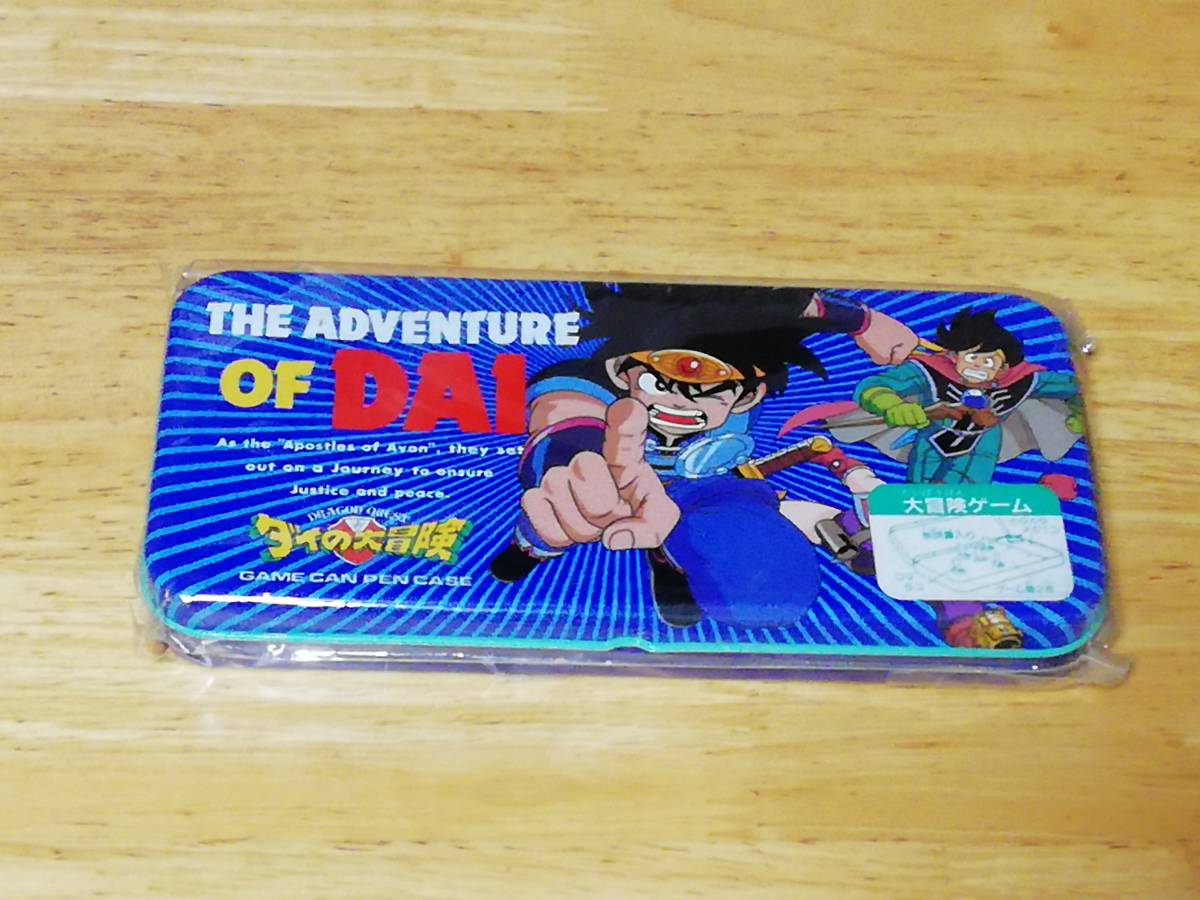 THE ADVENTURE
OF DAI
As the "Apostles of Avon", they set
out on a Journey to ensure
Justice and peace.
DRAGON QUEST
ダイの大冒険
GAME CAN PEN CASE
大冒険ゲーム